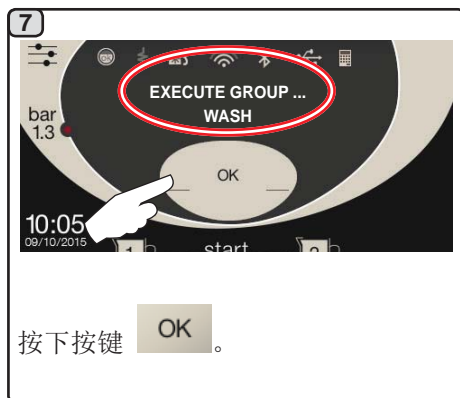 7
EXECUTE GROUP ...
WASH
bar
1.3
OK
10:05
09/10/2015
1
start
2
按下按键 OK 。